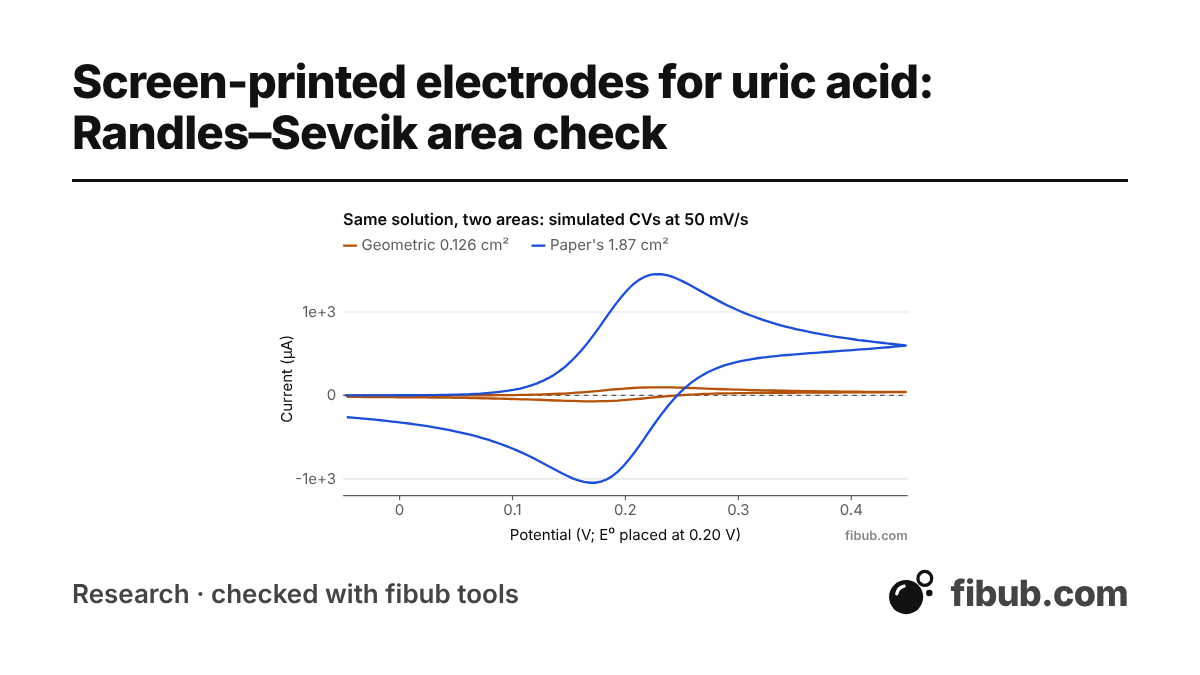 Screen-printed electrodes for uric acid:
Randles–Sevcik area check
Same solution, two areas: simulated CVs at 50 mV/s
Geometric 0.126 cm² Paper's 1.87 cm²
Current (µA)
1e+3
0
-1e+3
0 0.1 0.2 0.3 0.4
Potential (V; E⁰ placed at 0.20 V)
fibub.com
Research · checked with fibub tools
fibub.com